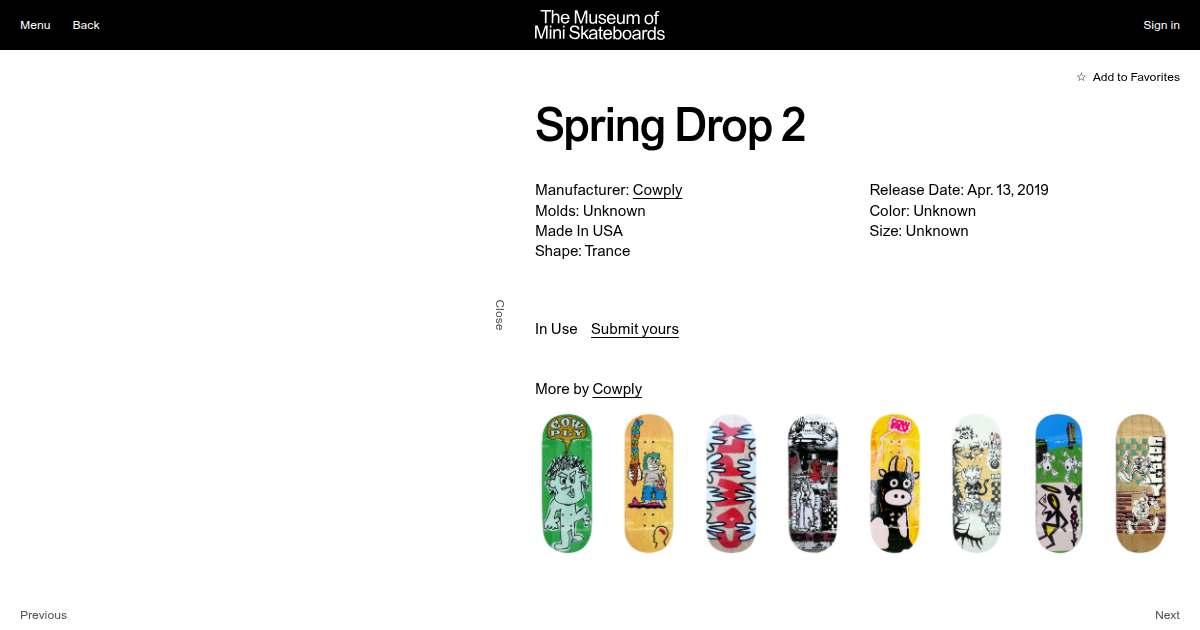 Menu
Back
The Museum of
Mini Skateboards
Sign in
☆ Add to Favorites
Spring Drop 2
Manufacturer: Cowply
Molds: Unknown
Made In USA
Shape: Trance
Release Date: Apr. 13, 2019
Color: Unknown
Size: Unknown
Close
In Use
Submit yours
More by Cowply
COW
PLY
Previous
Next